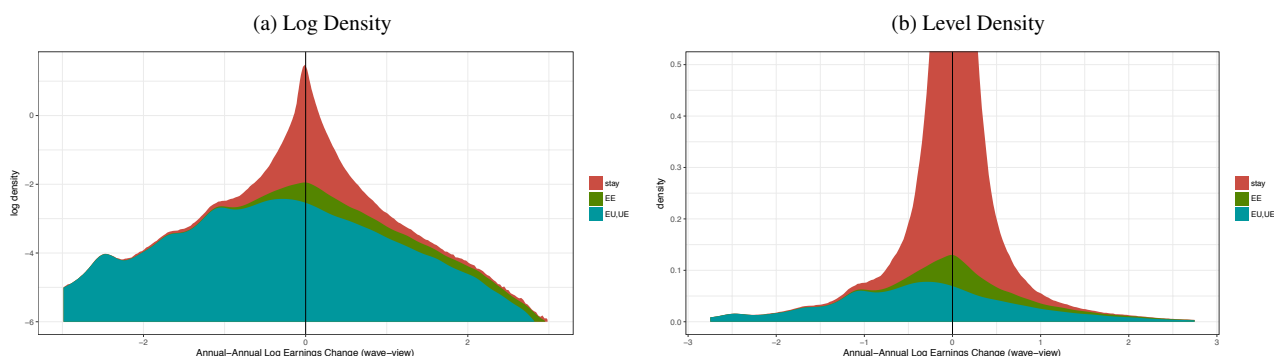 (a) Log Density
(b) Level Density
log density
0
−2
−4
−6
−2
0
2
Annual−Annual Log Earnings Change (wave−view)
stay
EE
EU,UE
density
0.5
0.4
0.3
0.2
0.1
0.0
−3
−2
−1
0
1
2
3
Annual−Annual Log Earnings Change (wave−view)
stay
EE
EU,UE